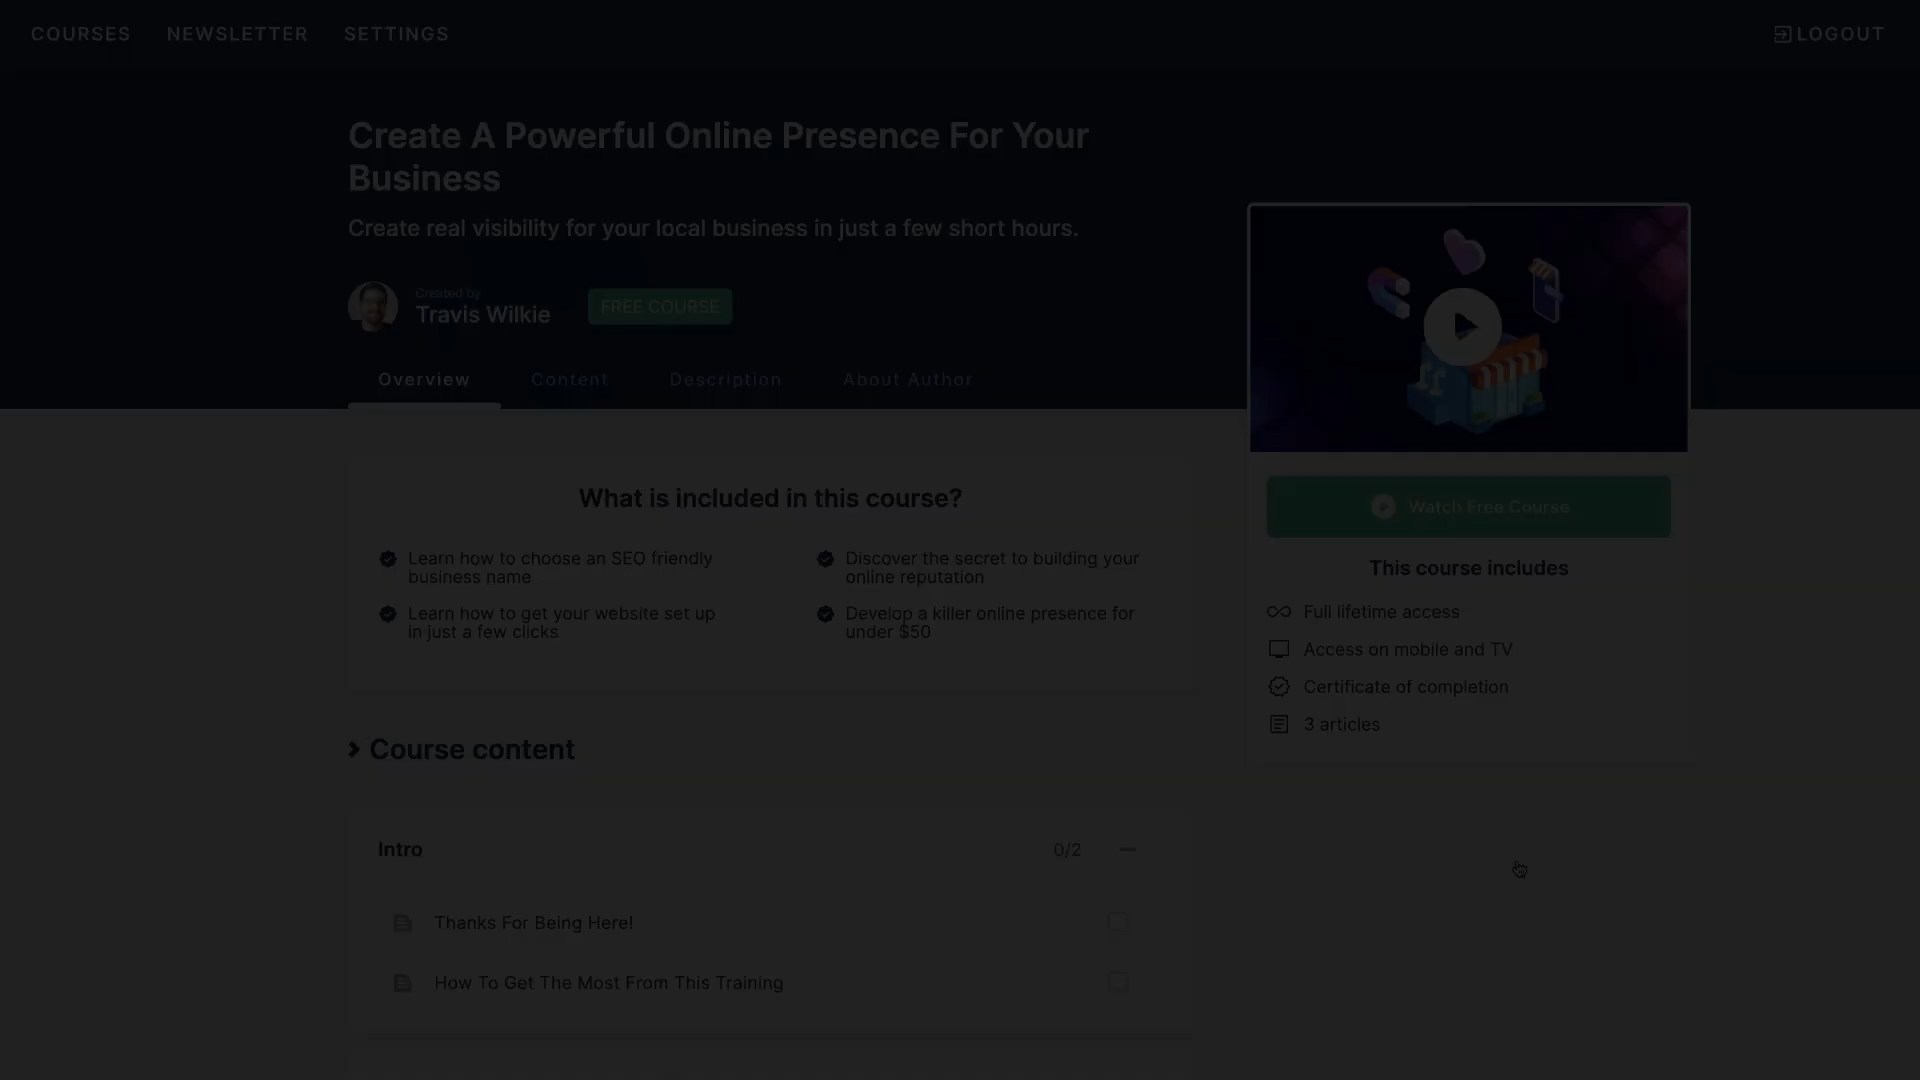 COURSES NEWSLETTER SETTINGS LOGOUT
Create A Powerful Online Presence For Your
Business
Create real visibility for your local business in just a few short hours.
Created by
Travis Wilkie
FREE COURSE
Overview Content Description About Author
What is included in this course?
Learn how to choose an SEO friendly
business name
Discover the secret to building your
online reputation
Learn how to get your website set up
in just a few clicks
Develop a killer online presence for
under $50
Watch Free Course
This course includes
Full lifetime access
Access on mobile and TV
Certificate of completion
3 articles
Course content
Intro 0/2
Thanks For Being Here!
How To Get The Most From This Training